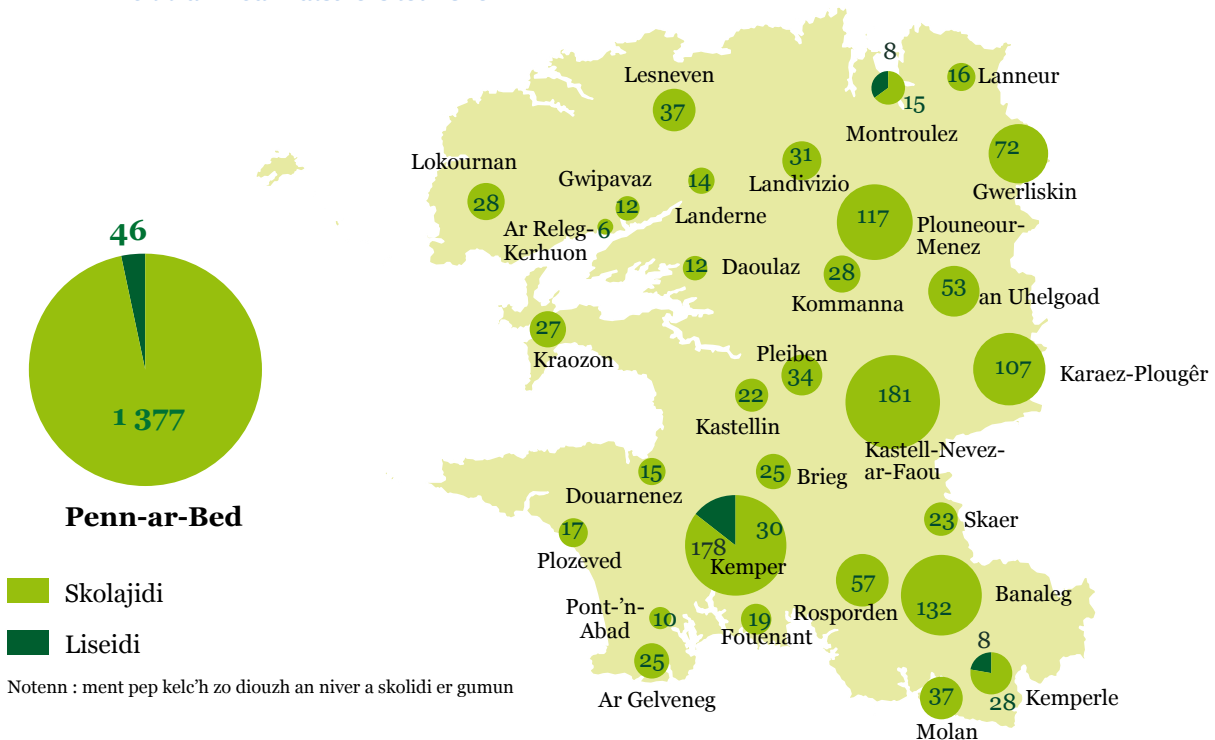 8
Lesneven
16 Lanneur
37
15
Montroulez
Lokournan
31
72
Gwipavaz
14
Landivizio
Gwerliskin
28
12
Landerne
117
Plouneour-
Menez
Ar Releg-
Kerhuon
6
46
12 Daoulaz
28
Kommanna
53 an Uhelgoad
27
Kraozon
Pleiben
34
107
Karaez-Plougêr
1 377
22
Kastellin
181
Kastell-Nevez-
ar-Faou
15
Douarnenez
25 Brieg
Penn-ar-Bed
17
Plozeved
30
178
Kemper
23 Skaer
Skolajidi
57
Rosporden
132
Banaleg
Pont-’n-
Abad
10
19
Fouenant
Liseidi
8
25
Ar Gelveneg
Notenn : ment pep kelc’h zo diouzh an niver a skolidi er gumun
37
Molan
28
Kemperle